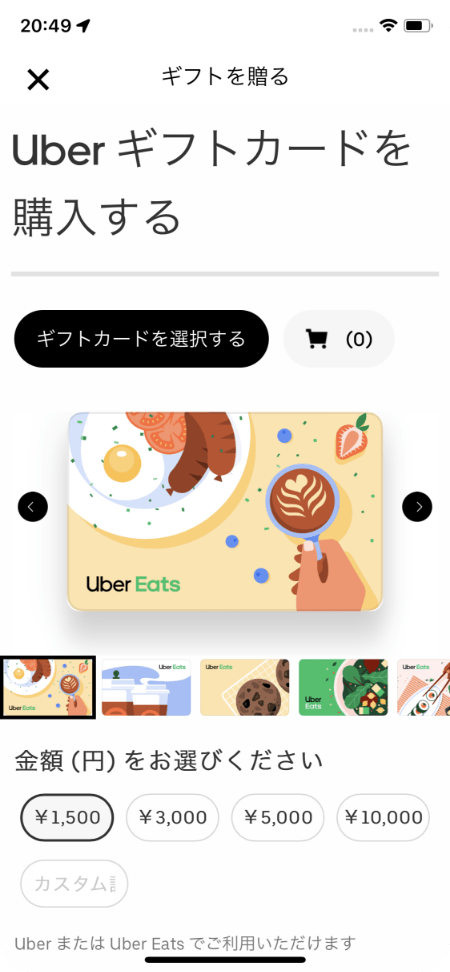 20:49
ギフトを贈る
Uber ギフトカードを
購入する
ギフトカードを選択する
(0)
Uber Eats
Uber Eats
Uber Eats
Uber Eats
Uber
Eats
Uber Eats
金額 (円) をお選びください
￥1,500
￥3,000
￥5,000
￥10,000
カスタム
Uber または Uber Eats でご利用いただけます